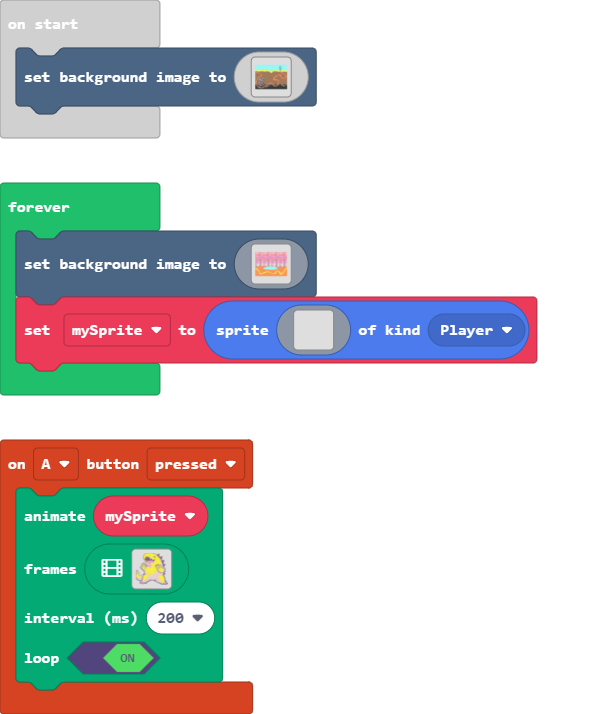 on start
set background image to
forever
set background image to
set mySprite to sprite of kind Player
on A button pressed
animate mySprite
frames
interval (ms) 200
loop ON